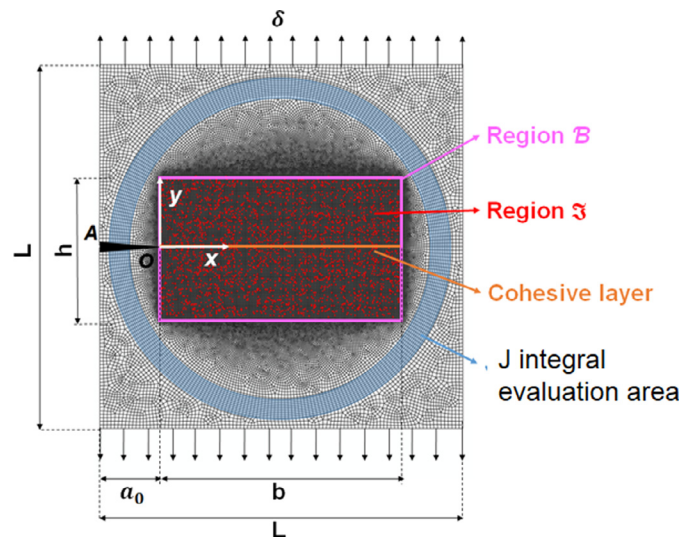 δ
Region ℬ
y
Region ℑ
A
L
h
O
x
Cohesive layer
J integral
evaluation area
a₀
b
L